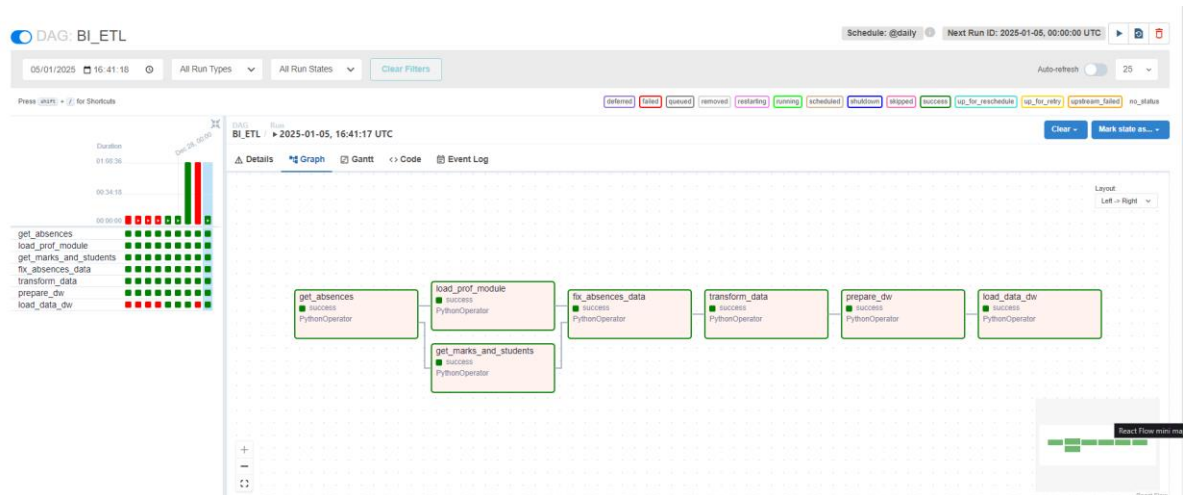 DAG: BI_ETL
Schedule: @daily
Next Run ID: 2025-01-05, 00:00:00 UTC
05/01/2025 16:41:18
All Run Types
All Run States
Clear Filters
Auto-refresh
25
Press shift + / for Shortcuts
deferred failed queued removed restarting running scheduled shutdown skipped success up_for_reschedule up_for_retry upstream_failed no_status
DAG
Run
BI_ETL / 2025-01-05, 16:41:17 UTC
Clear
Mark state as...
Details
Graph
Gantt
Code
Event Log
Duration
Dec 28, 00:00
00:34:18
00:00:00
get_absences
load_prof_module
get_marks_and_students
fix_absences_data
transform_data
prepare_dw
load_data_dw
Layout
Left -> Right
get_absences
success
PythonOperator
load_prof_module
success
PythonOperator
get_marks_and_students
success
PythonOperator
fix_absences_data
success
PythonOperator
transform_data
success
PythonOperator
prepare_dw
success
PythonOperator
load_data_dw
success
PythonOperator
React Flow mini ma